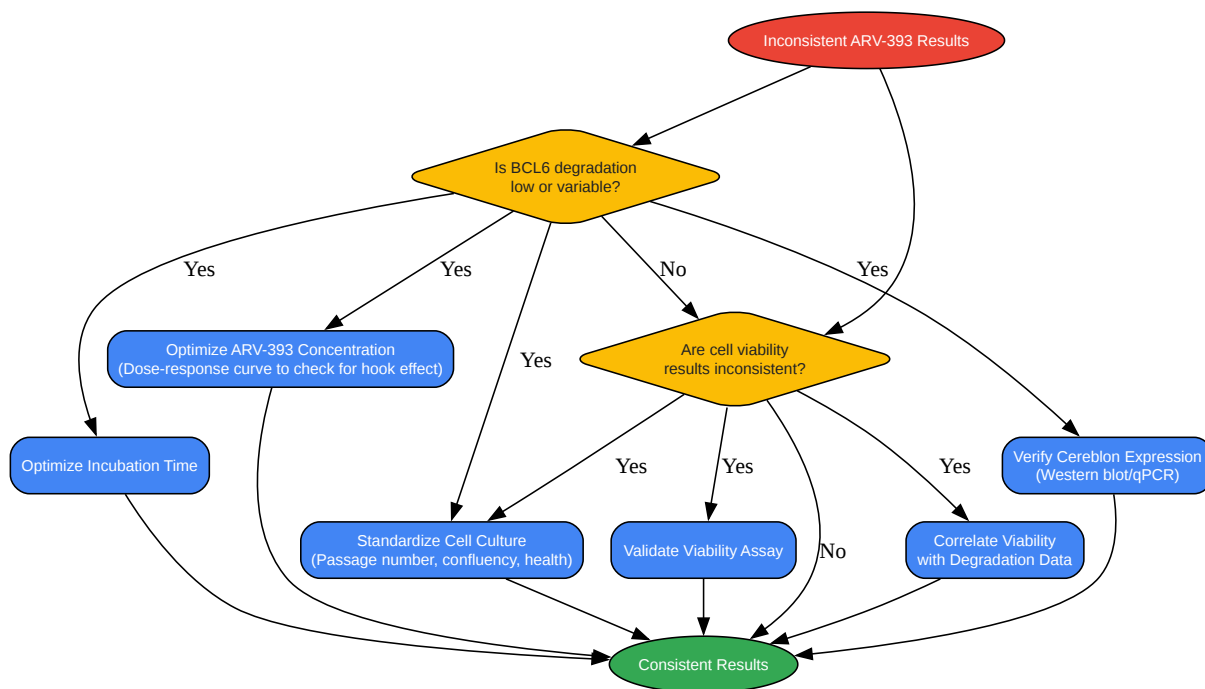 Inconsistent ARV-393 Results
Is BCL6 degradation
low or variable?
Yes
Yes
No
Yes
Optimize ARV-393 Concentration
(Dose-response curve to check for hook effect)
Yes
Are cell viability
results inconsistent?
Optimize Incubation Time
Yes
Yes
Yes
Verify Cereblon Expression
(Western blot/qPCR)
Standardize Cell Culture
(Passage number, confluency, health)
Validate Viability Assay
No
Correlate Viability
with Degradation Data
Consistent Results